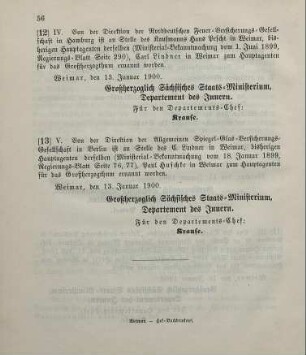 56
[12] IV. Von der Direktion der Norddeutschen Feuer-Versicherungs-Gesell-
schaft in Hamburg ist an Stelle des Kaufmanns Hans in Weimar, bis-
herigen Hauptagenten derselben (Ministerial-Bekanntmachung vom 1. Juni 1899,
Regierungs-Blatt Seite 290), Carl Lindner in Weimar zum Hauptagenten
für das Großherzogthum ernannt worden.
Weimar, den 13. Januar 1900.
Großherzoglich Sächsisches Staats-Ministerium,
Departement des Innern.
Für den Departements-Chef:
Krause.
[13] V. Von der Direktion der Allgemeinen Spiegel-Glas-Versicherungs-
Gesellschaft in Berlin ist an Stelle des C. Lindner in Weimar, bisherigen
Hauptagenten derselben (Ministerial-Bekanntmachung vom 18. Januar 1899,
Regierungs-Blatt Seite 76, 77), Paul in Weimar zum Hauptagenten
für das Großherzogthum ernannt worden.
Weimar, den 13. Januar 1900
Großherzoglich Sächsisches Staats-Ministerium,
Departement des Innern.
Für den Departements-Chef:
Krause.
Weimar. — Hof-Buchdruckerei.